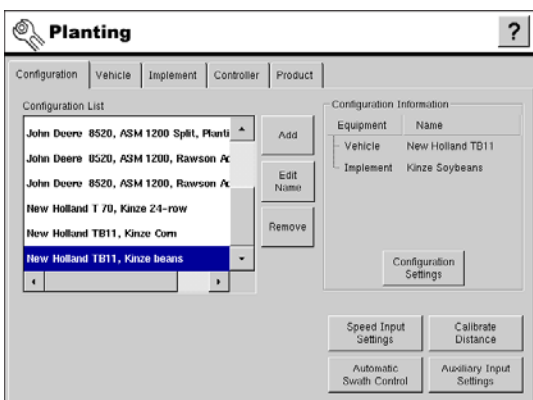 Planting
?
Configuration
Vehicle
Implement
Controller
Product
Configuration List
John Deere 8520, ASM 1200 Split, Planti
John Deere 8520, ASM 1200, Rawson Ac
John Deere 8520, ASM 1200, Rawson Ac
New Holland T 70, Kinze 24-row
New Holland TB11, Kinze Corn
New Holland TB11, Kinze beans
Add
Edit
Name
Remove
Configuration Information
Equipment Name
Vehicle New Holland TB11
Implement Kinze Soybeans
Configuration
Settings
Speed Input
Settings
Calibrate
Distance
Automatic
Swath Control
Auxiliary Input
Settings